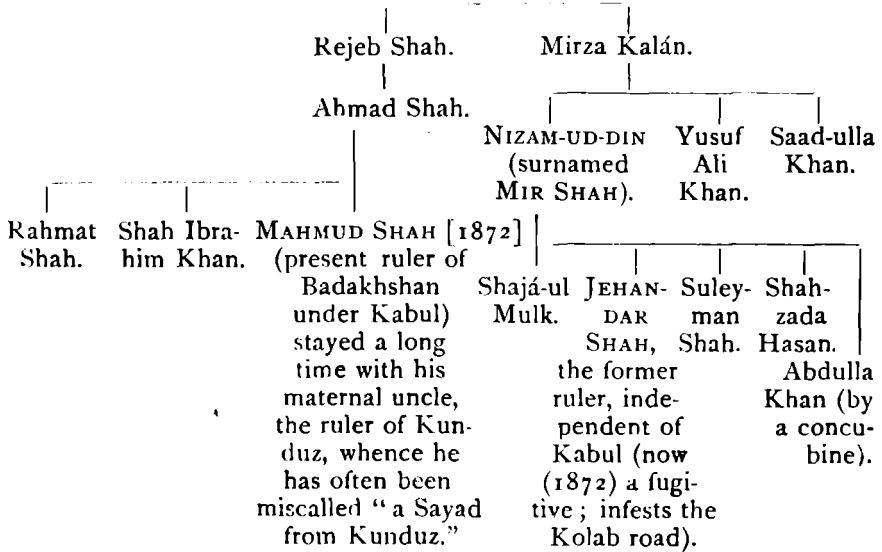 Rejeb Shah. Mirza Kalán.
Ahmad Shah.
NIZAM-UD-DIN Yusuf Saad-ulla
(surnamed Ali Khan.
MIR SHAH). Khan.
Rahmat Shah Ibra- MAHMUD SHAH [1872]
Shah. him Khan. (present ruler of
Badakhshan Shajá-ul JEHAN- Suley- Shah-
under Kabul) Mulk. DAR man zada
stayed a long SHAH, Shah. Hasan.
time with his the former Abdulla
maternal uncle, ruler, inde- Khan (by
the ruler of Kun- pendent of a concu-
duz, whence he Kabul (now bine).
has often been (1872) a fugi-
miscalled “a Sayad tive; infests the
from Kunduz.” Kolab road).